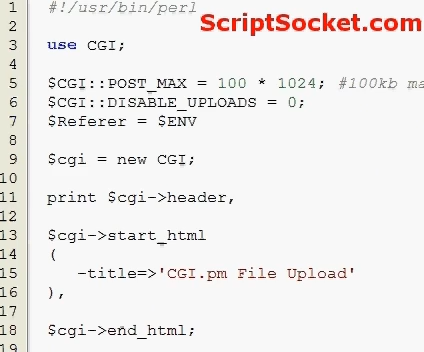 1 #!/usr/bin/perl
ScriptSocket.com
2
3 use CGI;
4
5 $CGI::POST_MAX = 100 * 1024; #100kb ma
6 $CGI::DISABLE_UPLOADS = 0;
7 $Referer = $ENV
8
9 $cgi = new CGI;
10
11 print $cgi->header,
12
13 $cgi->start_html
14 (
15 -title=>'CGI.pm File Upload'
16 ),
17
18 $cgi->end_html;
19